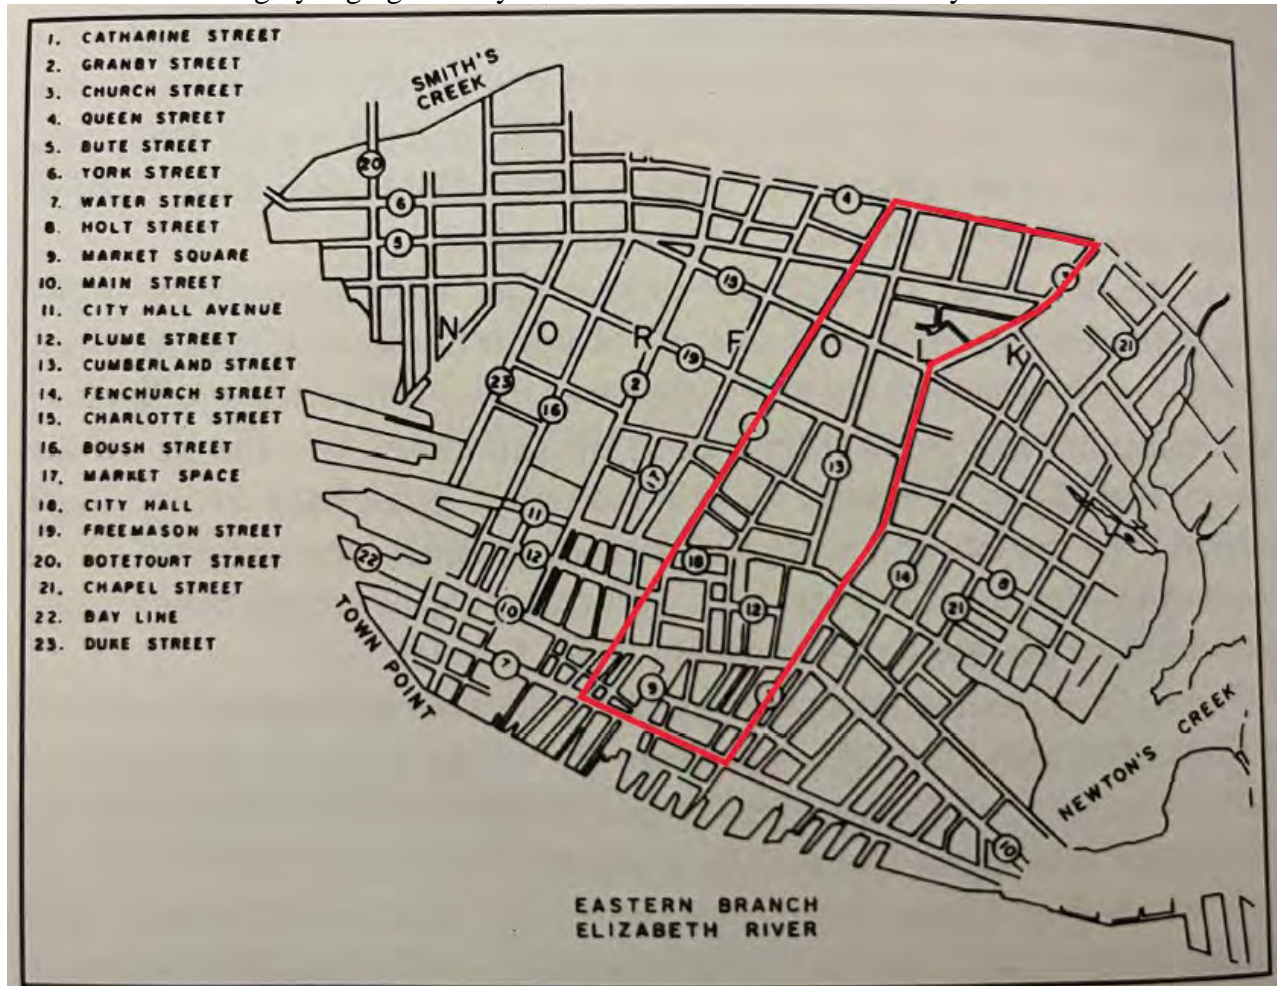 1. CATHARINE STREET
2. GRANBY STREET
3. CHURCH STREET
4. QUEEN STREET
5. BUTE STREET
6. YORK STREET
7. WATER STREET
8. HOLT STREET
9. MARKET SQUARE
10. MAIN STREET
11. CITY HALL AVENUE
12. PLUME STREET
13. CUMBERLAND STREET
14. FENCHURCH STREET
15. CHARLOTTE STREET
16. BOUSH STREET
17. MARKET SPACE
18. CITY HALL
19. FREEMASON STREET
20. BOTETOURT STREET
21. CHAPEL STREET
22. BAY LINE
23. DUKE STREET
SMITH'S
CREEK
20
6
5
4
15
21
N O R F O L K
19
23
16
2
13
17
11
12
18
22
10
12
14
8
21
7
9
10
TOWN POINT
NEWTON'S CREEK
EASTERN BRANCH
ELIZABETH RIVER